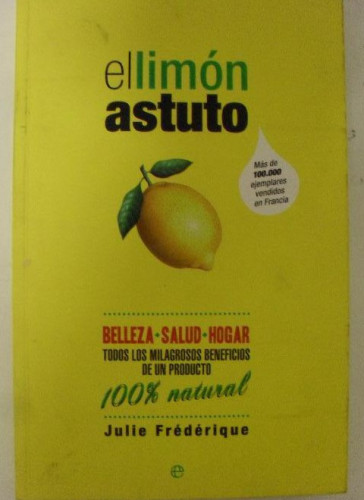 el limón
astuto
Más de
100.000
ejemplares
vendidos
en Francia
BELLEZA+SALUD+HOGAR
TODOS LOS MILAGROSOS BENEFICIOS
DE UN PRODUCTO
100% natural
Julie Frédérique
e